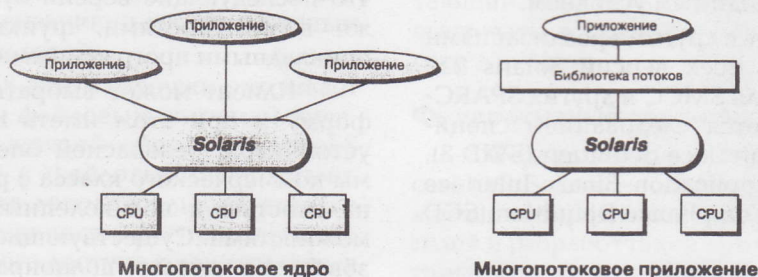 Приложение
Приложение
Приложение
Solaris
CPU
CPU
CPU
Многопотоковое ядро
Приложение
Библиотека потоков
Solaris
CPU
CPU
CPU
Многопотоковое приложение